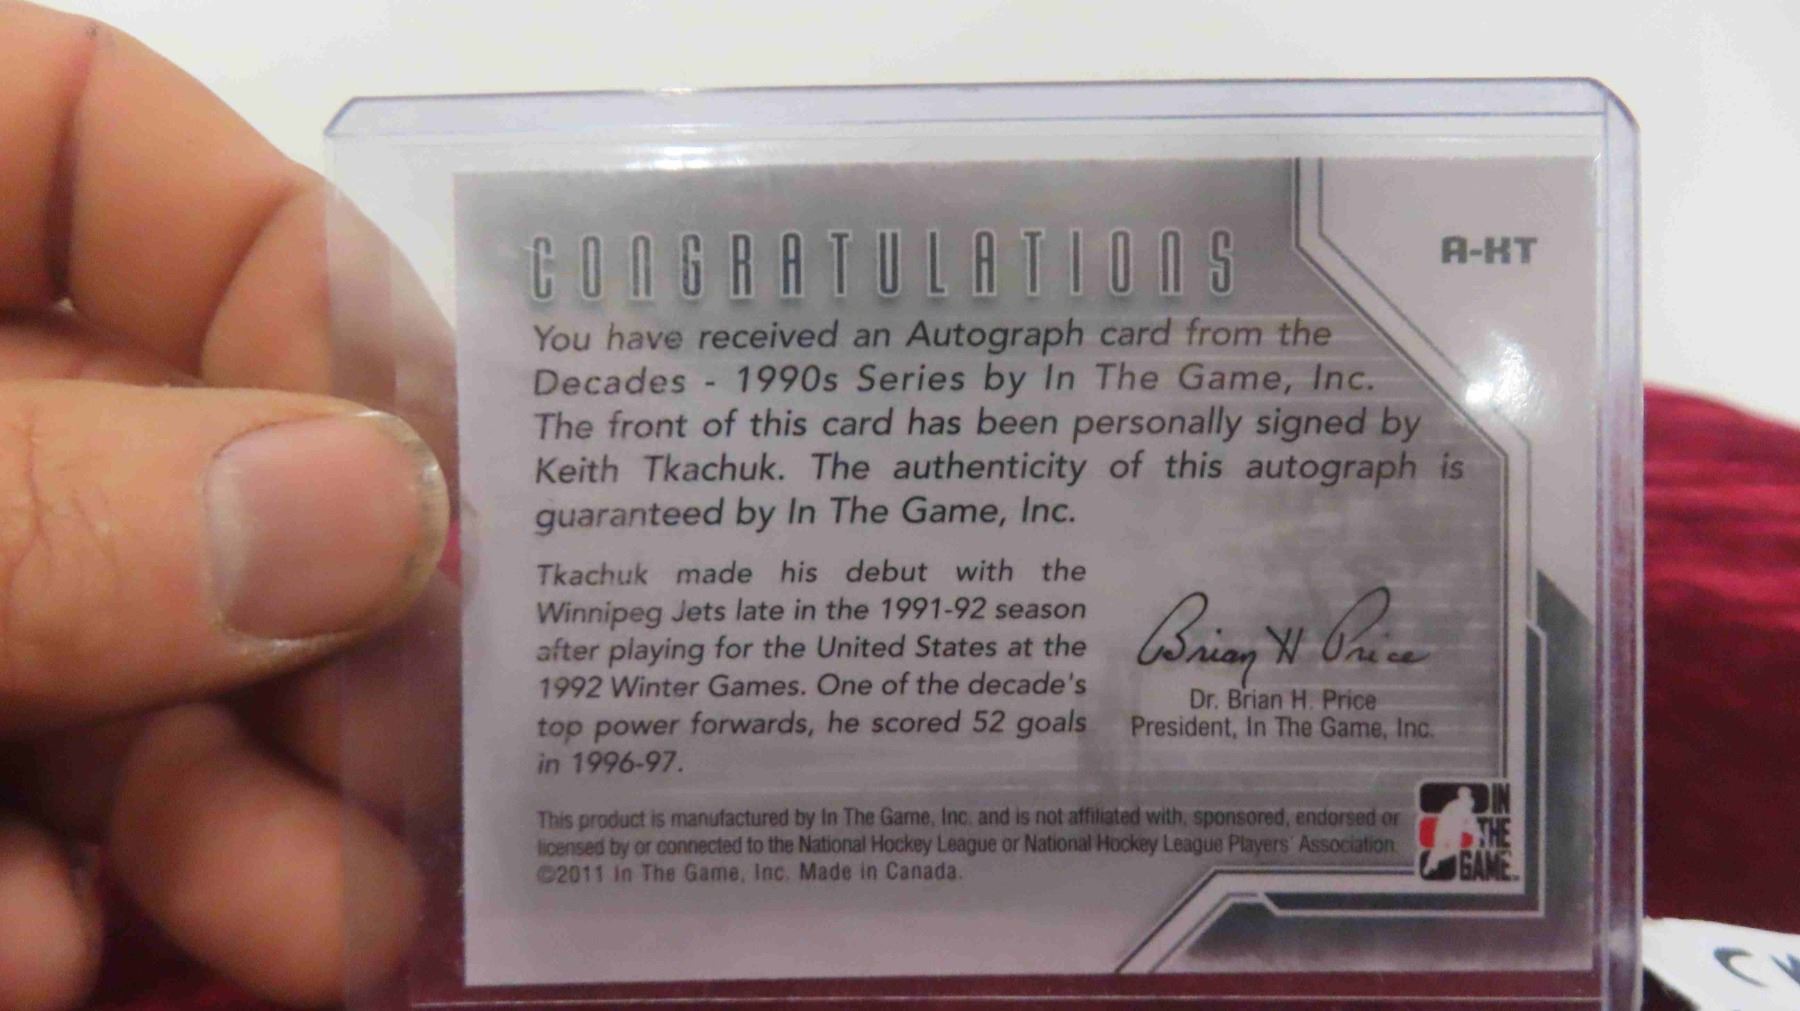 CONGRATULATIONS
A-KT
You have received an Autograph card from the
Decades - 1990s Series by In The Game, Inc.
The front of this card has been personally signed by
Keith Tkachuk. The authenticity of this autograph is
guaranteed by In The Game, Inc.
Tkachuk made his debut with the
Winnipeg Jets late in the 1991-92 season
after playing for the United States at the
1992 Winter Games. One of the decade's
top power forwards, he scored 52 goals
in 1996-97.
Brian H Price
Dr. Brian H. Price
President, In The Game, Inc.
This product is manufactured by In The Game, Inc. and is not affiliated with, sponsored, endorsed or
licensed by or connected to the National Hockey League or National Hockey League Players' Association.
©2011 In The Game, Inc. Made in Canada.
IN
THE
GAME